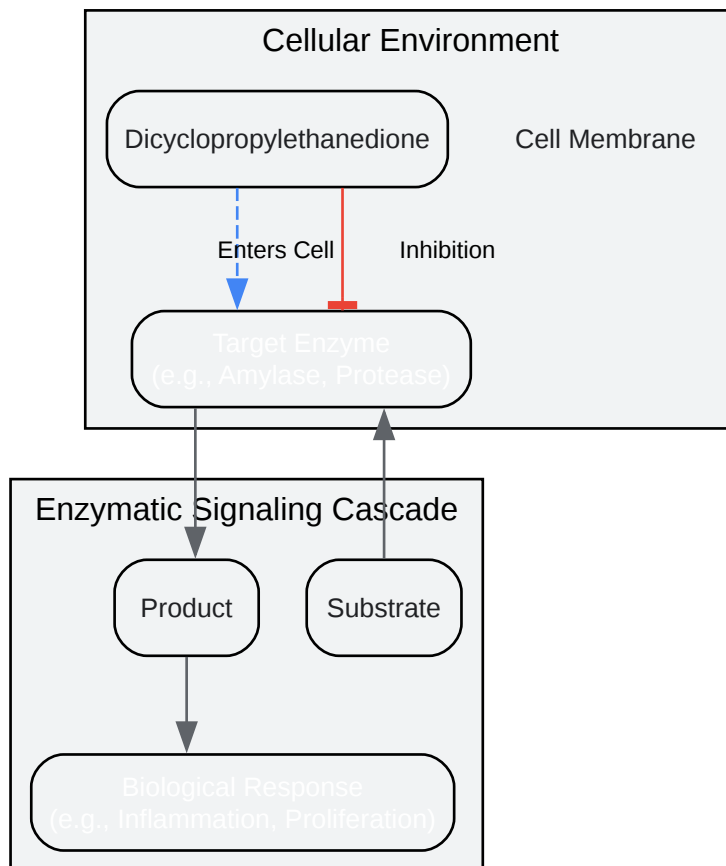 Cellular Environment
Dicyclopropylethanedione
Cell Membrane
Enters Cell
Inhibition
Target Enzyme
(e.g., Amylase, Protease)
Enzymatic Signaling Cascade
Product
Substrate
Biological Response
(e.g., Inflammation, Proliferation)